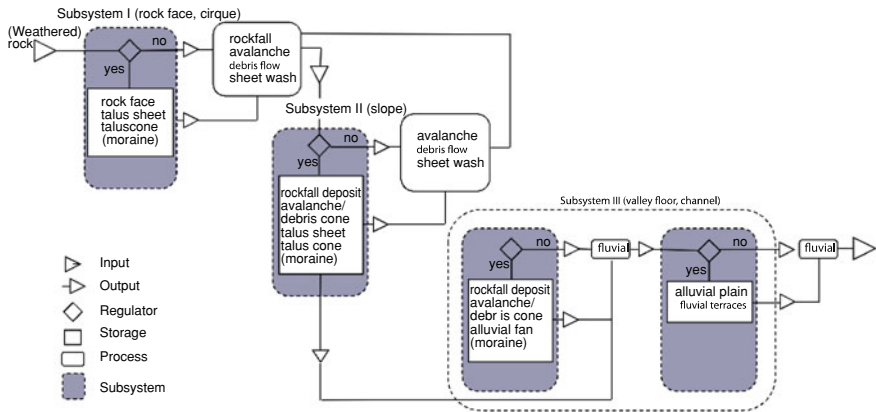 Subsystem I (rock face, cirque)
(Weathered)
rock
no
yes
rock face
talus sheet
taluscone
(moraine)
rockfall
avalanche
debris flow
sheet wash
Subsystem II (slope)
no
yes
rockfall deposit
avalanche/
debris cone
talus sheet
talus cone
(moraine)
avalanche
debris flow
sheet wash
Subsystem III (valley floor, channel)
no
yes
rockfall deposit
avalanche/
debr is cone
alluvial fan
(moraine)
fluvial
no
yes
alluvial plain
fluvial terraces
fluvial
Input
Output
Regulator
Storage
Process
Subsystem